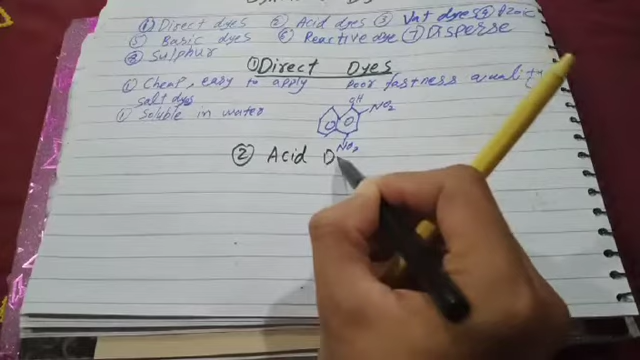 ① Direct dyes ② Acid dyes ③ Vat dyes ④ Azoic
⑤ Basic dyes ⑥ Reactive dye ⑦ Disperse
⑧ Sulphur
① Direct Dyes
① Cheap, easy to apply Poor fastness quality
salt dyes
① Soluble in water
OH
NO2
NO2
② Acid D